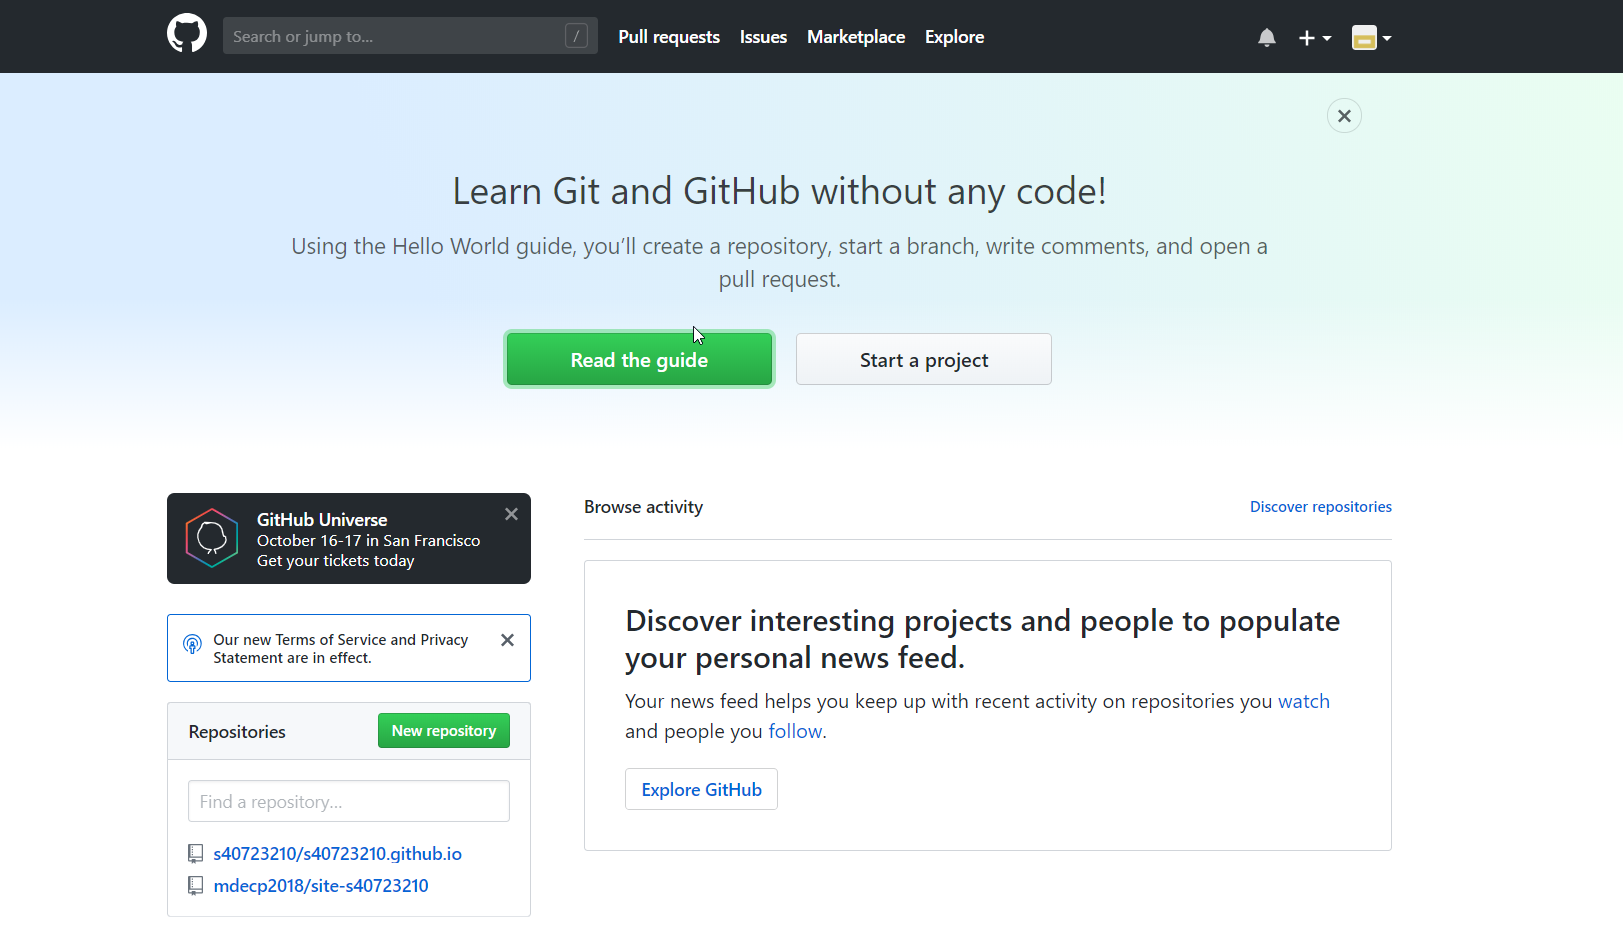 Search or jump to...
/
Pull requests
Issues
Marketplace
Explore
Learn Git and GitHub without any code!
Using the Hello World guide, you’ll create a repository, start a branch, write comments, and open a
pull request.
Read the guide
Start a project
GitHub Universe
October 16-17 in San Francisco
Get your tickets today
Our new Terms of Service and Privacy
Statement are in effect.
Repositories
New repository
Find a repository...
s40723210/s40723210.github.io
mdecp2018/site-s40723210
Browse activity
Discover repositories
Discover interesting projects and people to populate
your personal news feed.
Your news feed helps you keep up with recent activity on repositories you watch
and people you follow.
Explore GitHub